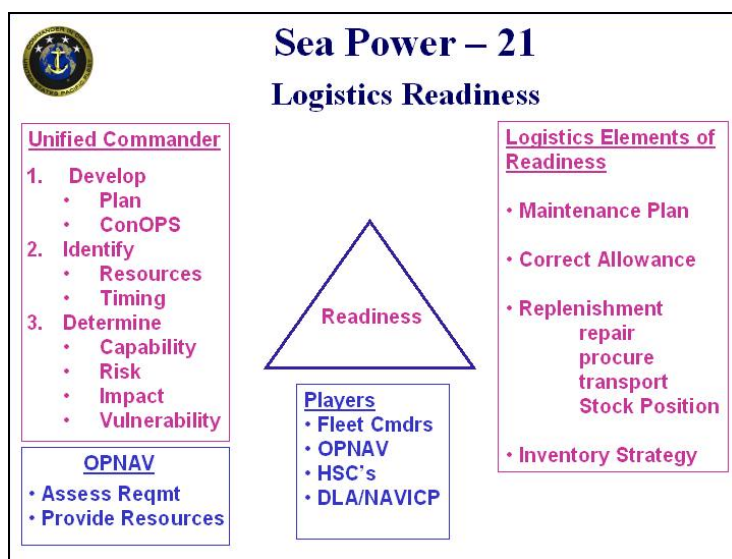 Sea Power – 21
Logistics Readiness
Unified Commander
1. Develop
• Plan
• ConOPS
2. Identify
• Resources
• Timing
3. Determine
• Capability
• Risk
• Impact
• Vulnerability
OPNAV
• Assess Reqmt
• Provide Resources
Readiness
Players
• Fleet Cmdrs
• OPNAV
• HSC's
• DLA/NAVICP
Logistics Elements of
Readiness
• Maintenance Plan
• Correct Allowance
• Replenishment
repair
procure
transport
Stock Position
• Inventory Strategy